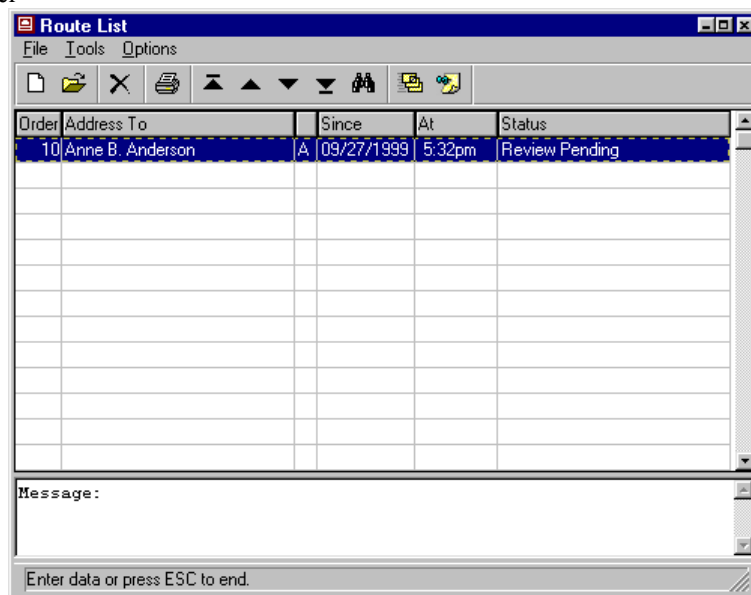 Route List
File Tools Options
Order Address To Since At Status
10 Anne B. Anderson A 09/27/1999 5:32pm Review Pending
Message:
Enter data or press ESC to end.